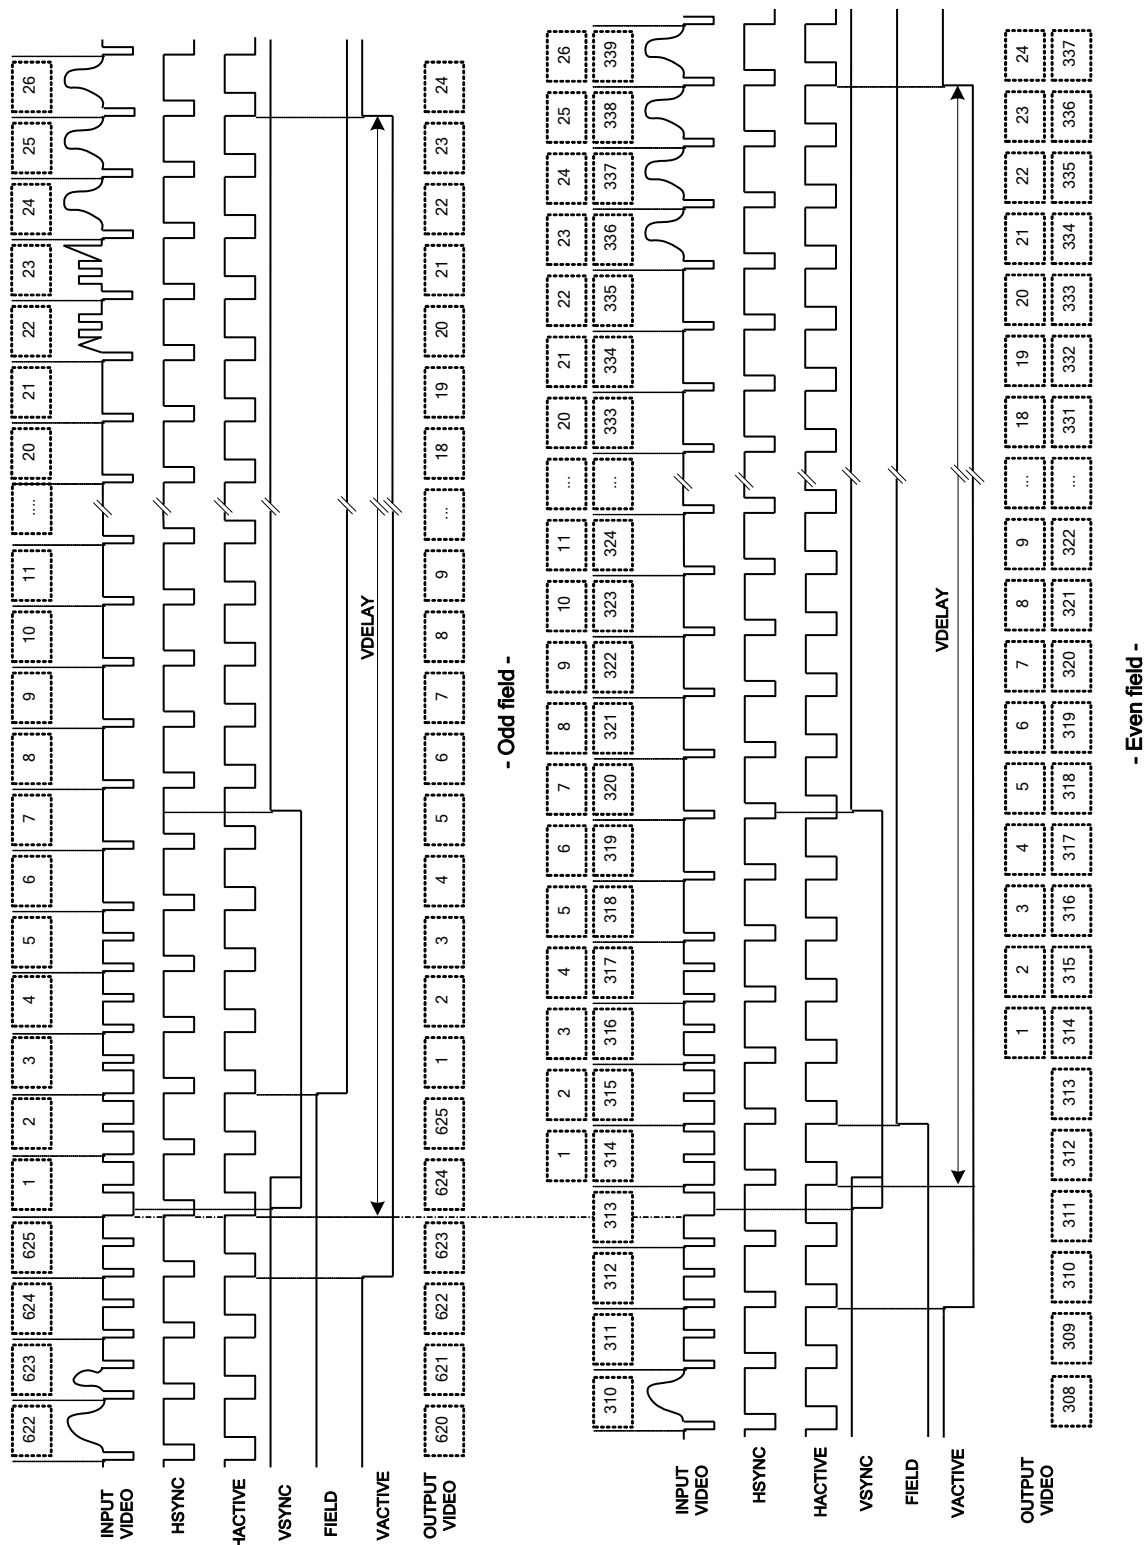 622 623 624 625 1 2 3 4 5 6 7 8 9 10 11 .... 20 21 22 23 24 25 26
INPUT
VIDEO
HSYNC
HACTIVE
VSYNC
FIELD
VACTIVE
VDELAY
OUTPUT
VIDEO
620 621 622 623 624 625 1 2 3 4 5 6 7 8 9 .... 18 19 20 21 22 23 24
- Odd field -
1 2 3 4 5 6 7 8 9 10 11 ... 20 21 22 23 24 25 26
310 311 312 313 314 315 316 317 318 319 320 321 322 323 324 ... 333 334 335 336 337 338 339
INPUT
VIDEO
HSYNC
HACTIVE
VSYNC
FIELD
VACTIVE
VDELAY
OUTPUT
VIDEO
1 2 3 4 5 6 7 8 9 ... 18 19 20 21 22 23 24
308 309 310 311 312 313 314 315 316 317 318 319 320 321 322 ... 331 332 333 334 335 336 337
- Even field -